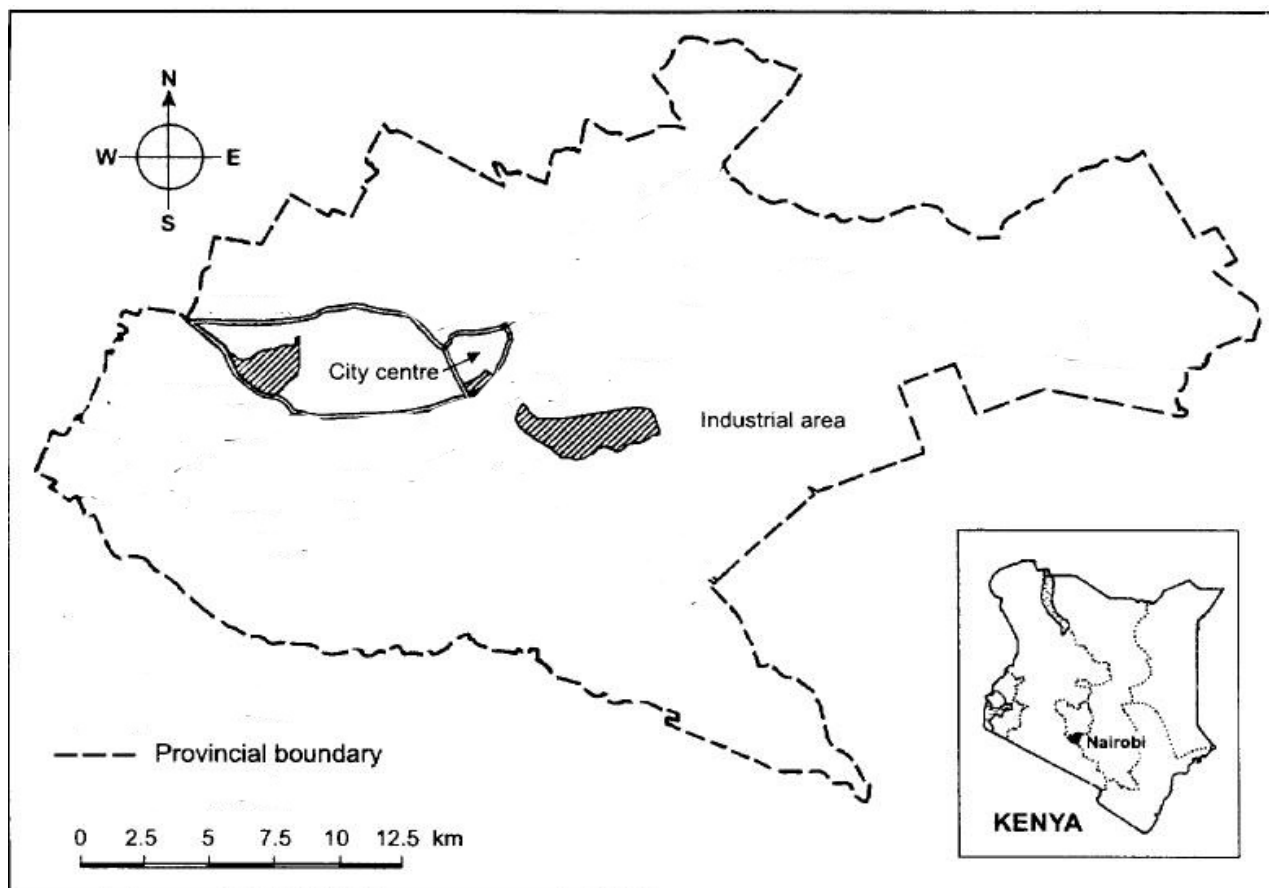 N
W E
S
City centre
Industrial area
Nairobi
KENYA
Provincial boundary
0 2.5 5 7.5 10 12.5 km